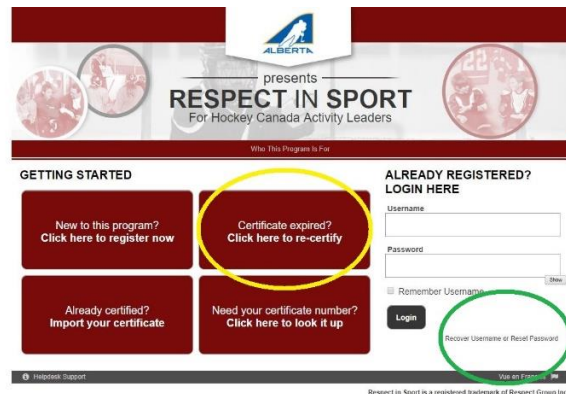 ALBERTA
presents
RESPECT IN SPORT
For Hockey Canada Activity Leaders
Who This Program Is For
GETTING STARTED
New to this program?
Click here to register now
Certificate expired?
Click here to re-certify
Already certified?
Import your certificate
Need your certificate number?
Click here to look it up
ALREADY REGISTERED?
LOGIN HERE
Username
Password
Show
Remember Username
Login
Recover Username or Reset Password
Helpdesk Support
Vue en Français
Respect in Sport is a registered trademark of Respect Group Inc